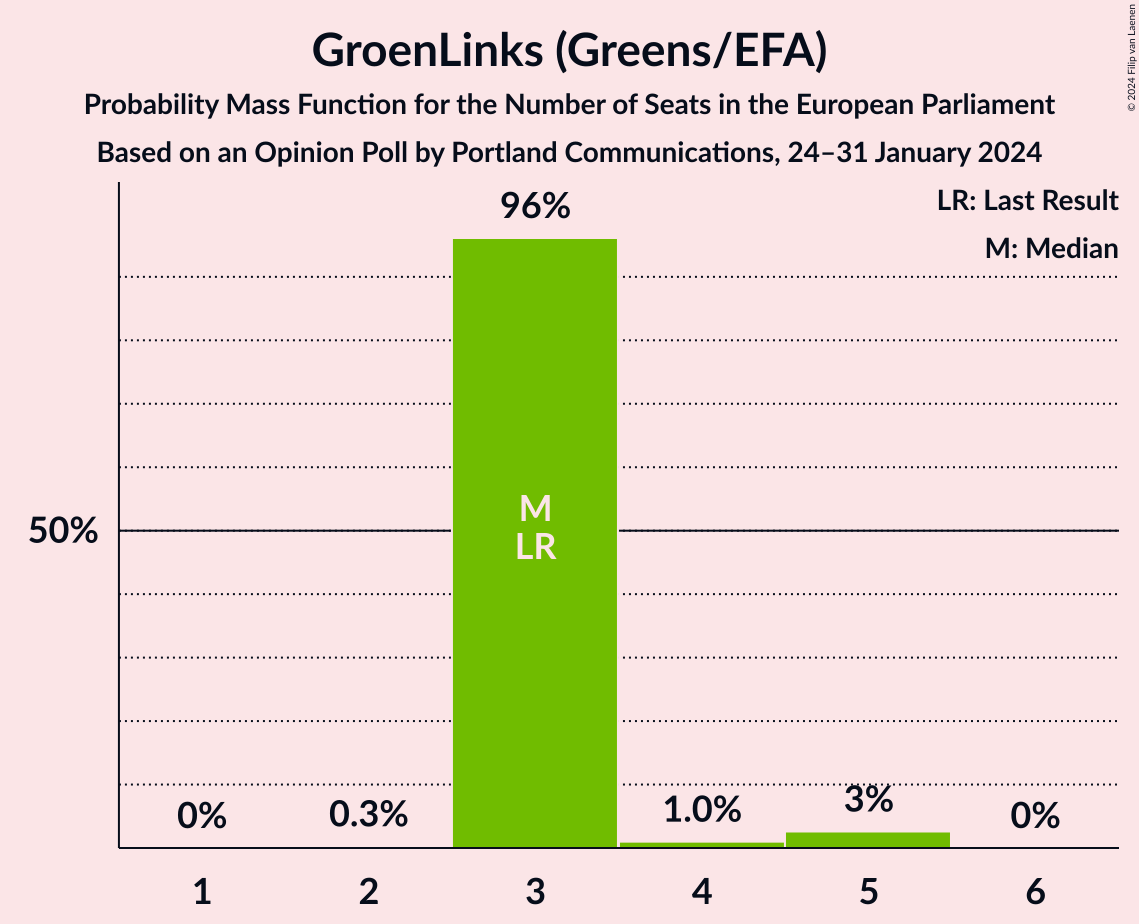 GroenLinks (Greens/EFA)
Probability Mass Function for the Number of Seats in the European Parliament
Based on an Opinion Poll by Portland Communications, 24–31 January 2024
© 2024 Filip van Laenen
LR: Last Result
M: Median
96%
50%
M
LR
0%
0.3%
1.0%
3%
0%
1
2
3
4
5
6